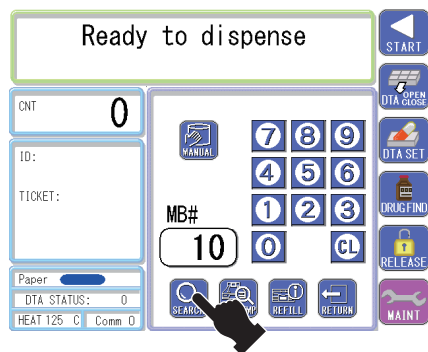 Ready to dispense
START
CNT 0
DTA OPEN CLOSE
MANUAL
7 8 9
DTA SET
ID:
4 5 6
TICKET:
DRUG FIND
MB# 1 2 3
10 0 CL
RELEASE
Paper
DTA STATUS: 0
HEAT 125 C Comm 0
SEARCH
REFILL
RETURN
MAINT